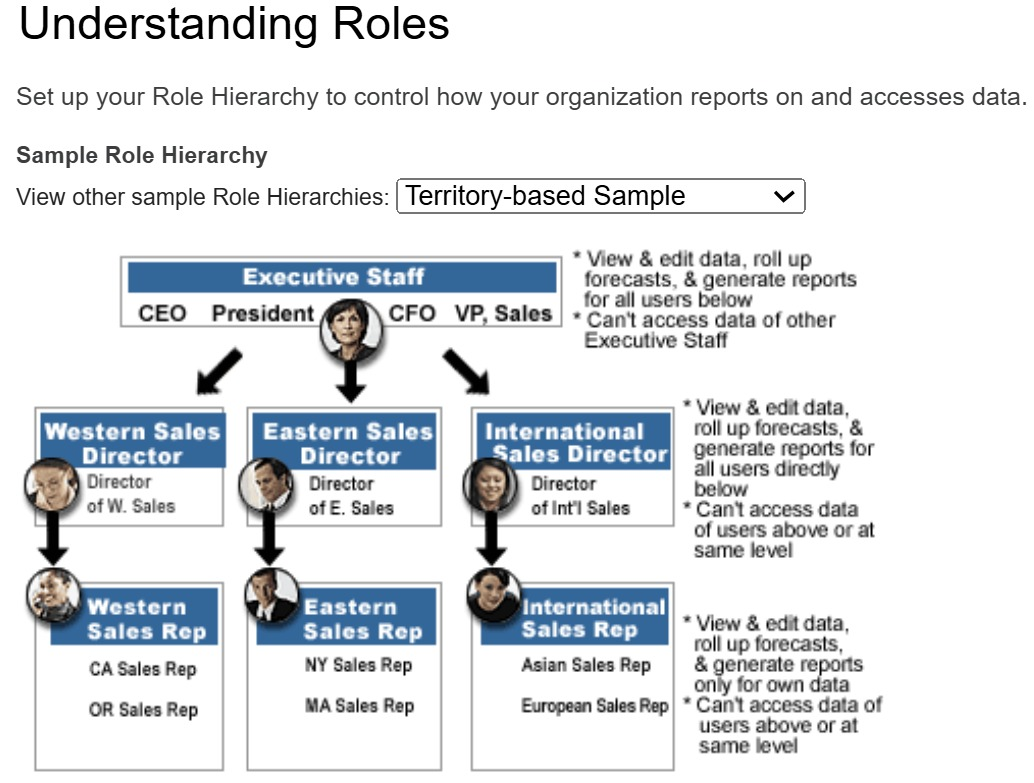 Understanding Roles
Set up your Role Hierarchy to control how your organization reports on and accesses data.
Sample Role Hierarchy
View other sample Role Hierarchies: Territory-based Sample
Executive Staff
CEO President CFO VP, Sales
* View & edit data, roll up
forecasts, & generate reports
for all users below
* Can't access data of other
Executive Staff
Western Sales
Director
Director
of W. Sales
Eastern Sales
Director
Director
of E. Sales
International
Sales Director
Director
of Int'l Sales
* View & edit data,
roll up forecasts, &
generate reports for
all users directly
below
* Can't access data
of users above or at
same level
Western
Sales Rep
CA Sales Rep
OR Sales Rep
Eastern
Sales Rep
NY Sales Rep
MA Sales Rep
International
Sales Rep
Asian Sales Rep
European Sales Rep
* View & edit data,
roll up forecasts,
& generate reports
only for own data
* Can't access data of
users above or at
same level